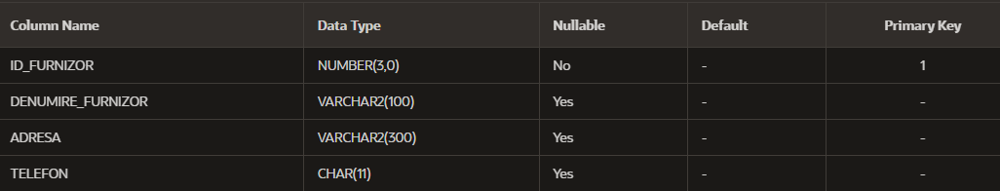 Column Name Data Type Nullable Default Primary Key
ID_FURNIZOR NUMBER(3,0) No - 1
DENUMIRE_FURNIZOR VARCHAR2(100) Yes - -
ADRESA VARCHAR2(300) Yes - -
TELEFON CHAR(11) Yes - -